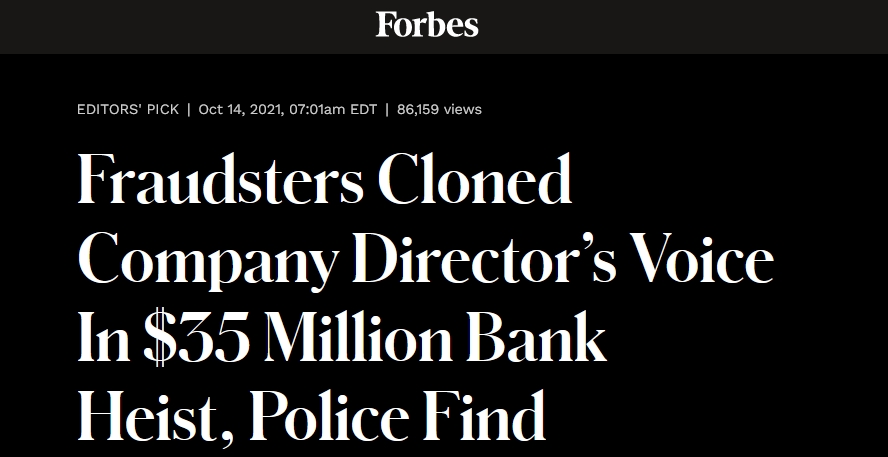 Forbes
EDITORS' PICK | Oct 14, 2021, 07:01am EDT | 86,159 views
Fraudsters Cloned
Company Director’s Voice
In $35 Million Bank
Heist, Police Find